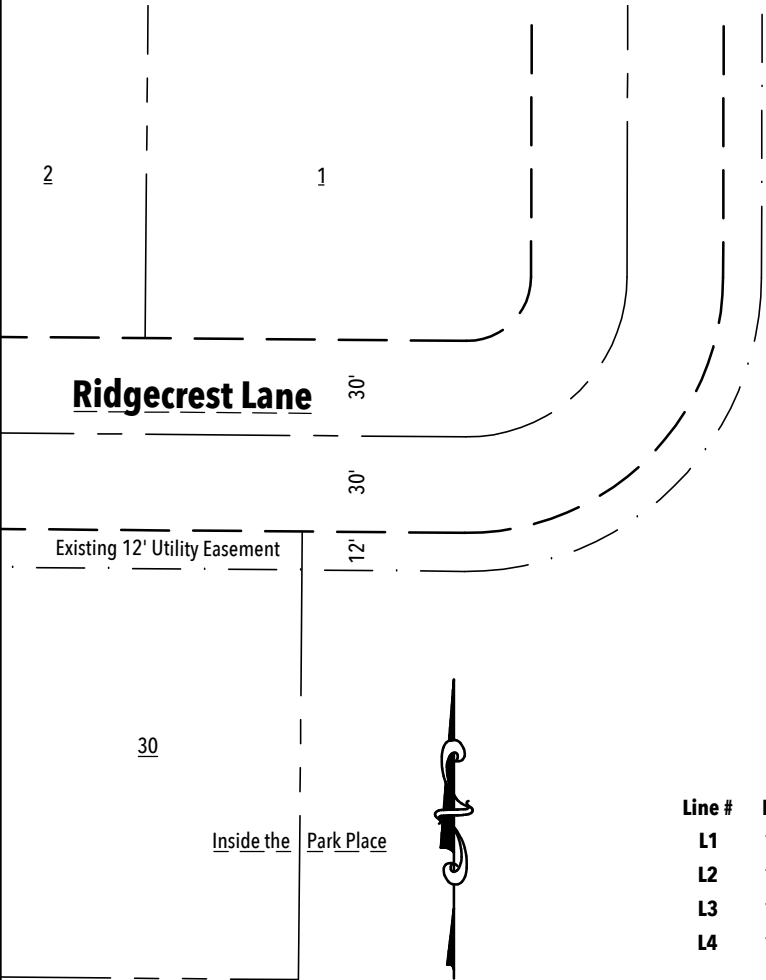 2
1
Ridgecrest Lane
30'
30'
Existing 12' Utility Easement
12'
30
Inside the Park Place
Line #
L1
L2
L3
L4